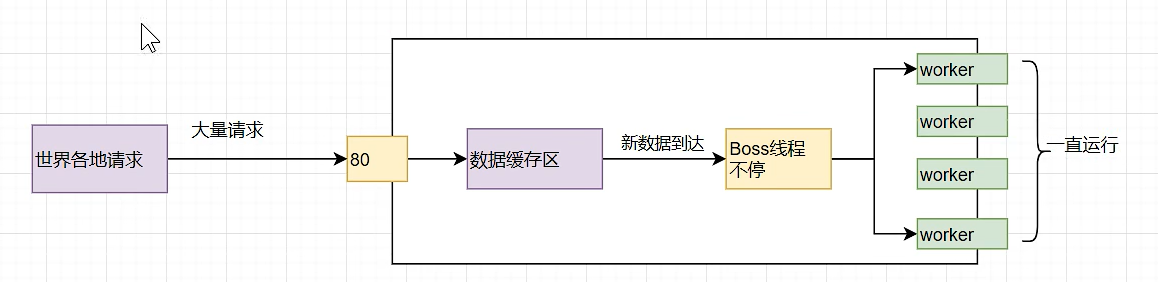 世界各地请求
大量请求
80
数据缓存区
新数据到达
Boss线程
不停
worker
worker
worker
worker
一直运行